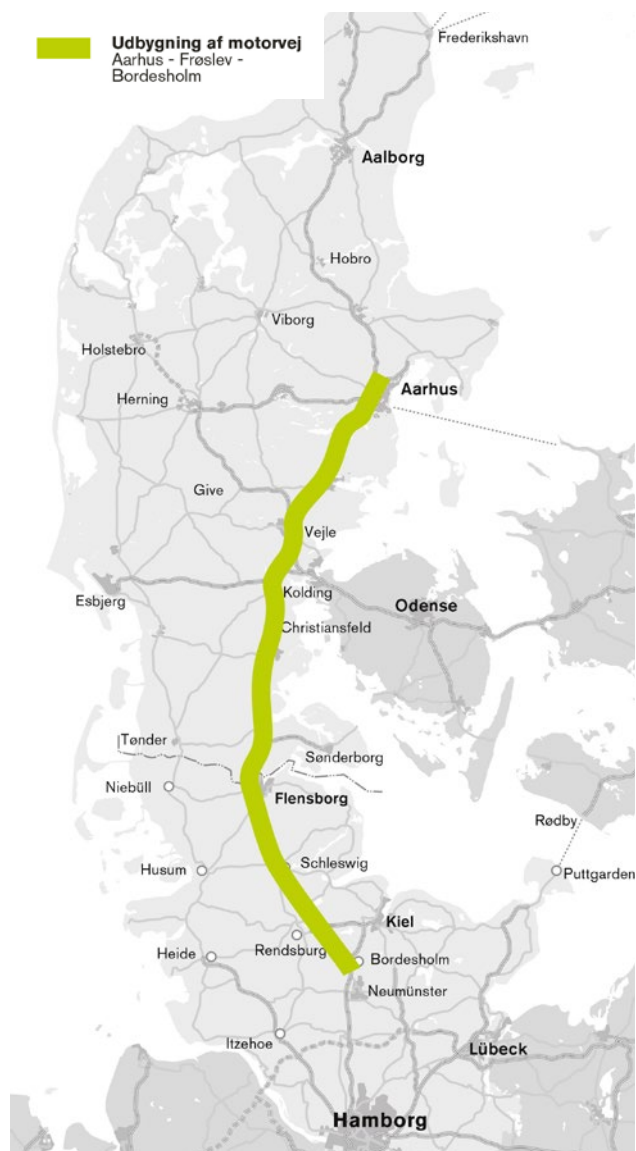 Udbygning af motorvej
Aarhus - Frøslev -
Bordesholm
Frederikshavn
Aalborg
Hobro
Viborg
Holstebro
Aarhus
Herning
Give
Vejle
Kolding
Esbjerg
Odense
Christiansfeld
Tønder
Sønderborg
Niebüll
Flensborg
Rødby
Schleswig
Husum
Puttgarden
Kiel
Rendsburg
Heide
Bordesholm
Neumünster
Itzehoe
Lübeck
Hamborg